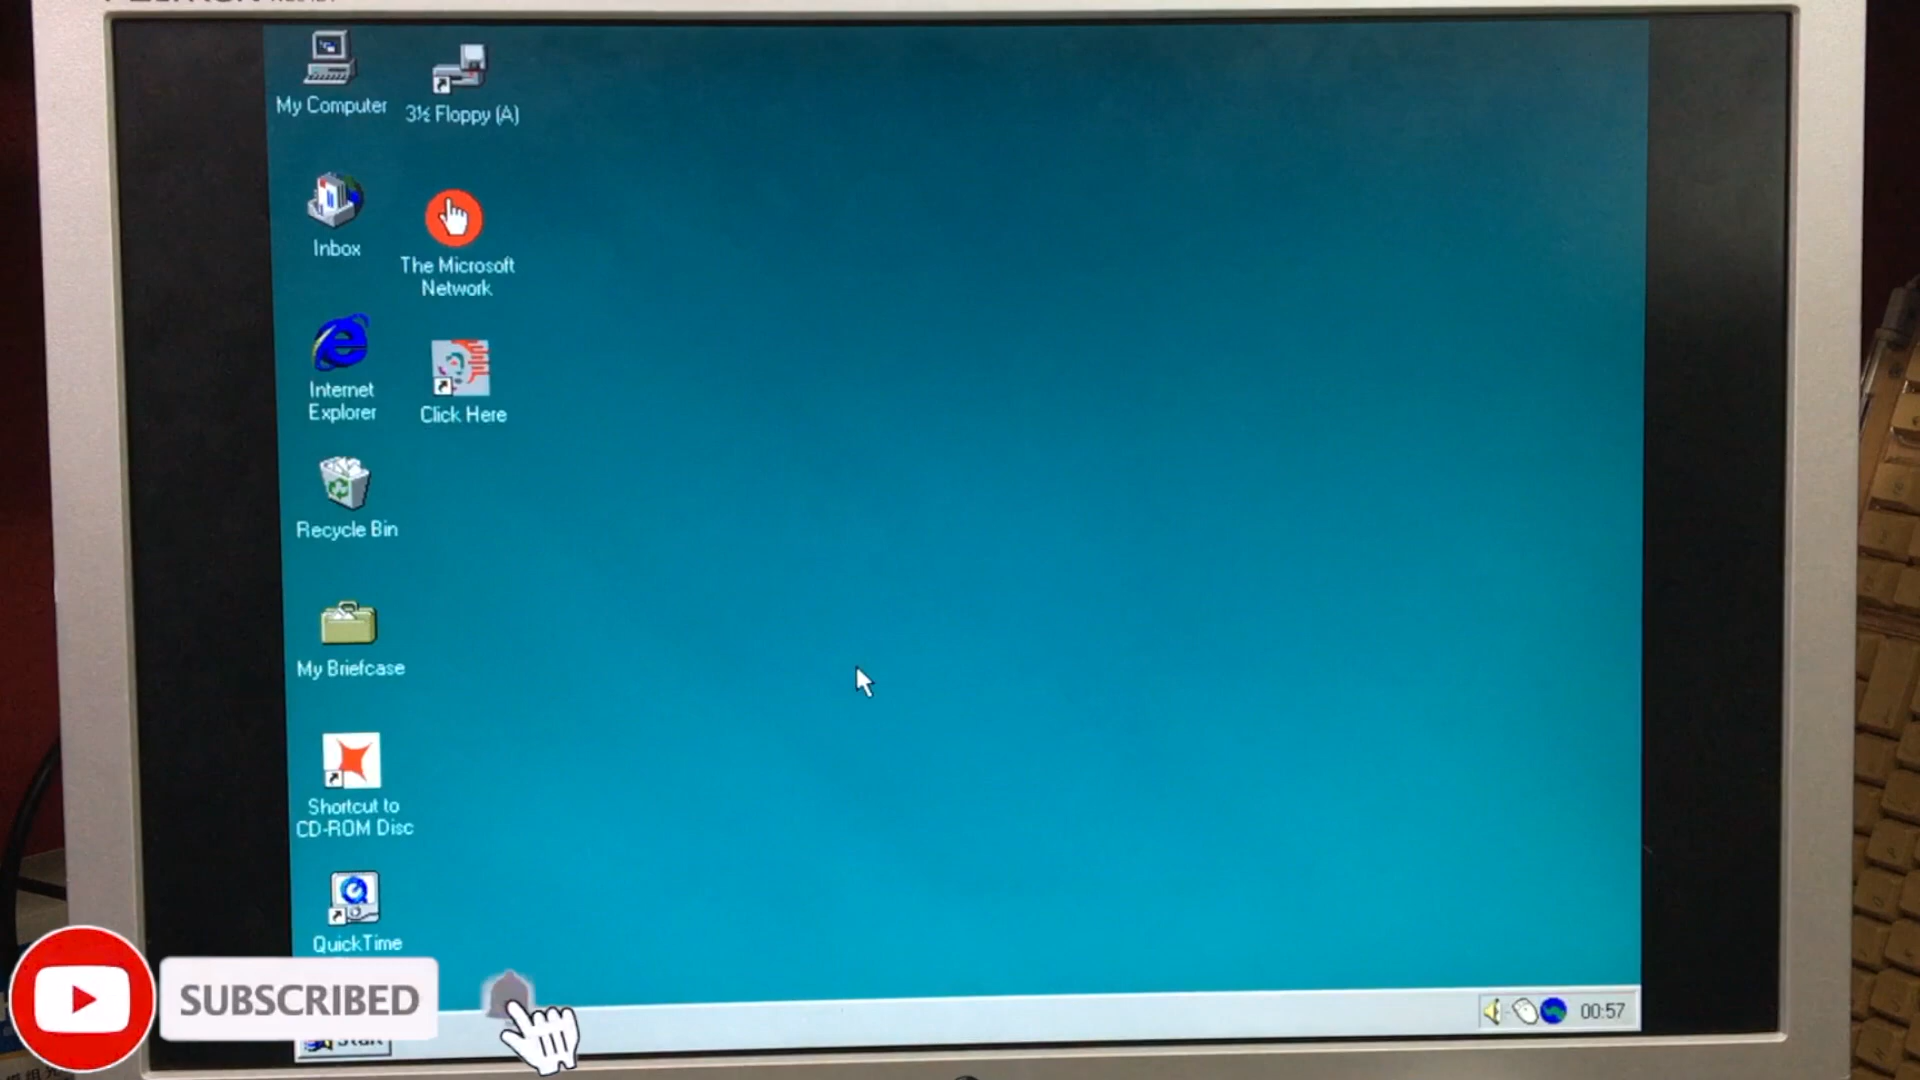 My Computer
3½ Floppy (A)
Inbox
The Microsoft
Network
Internet
Explorer
Click Here
Recycle Bin
My Briefcase
Shortcut to
CD-ROM Disc
QuickTime
SUBSCRIBED
Start
00:57